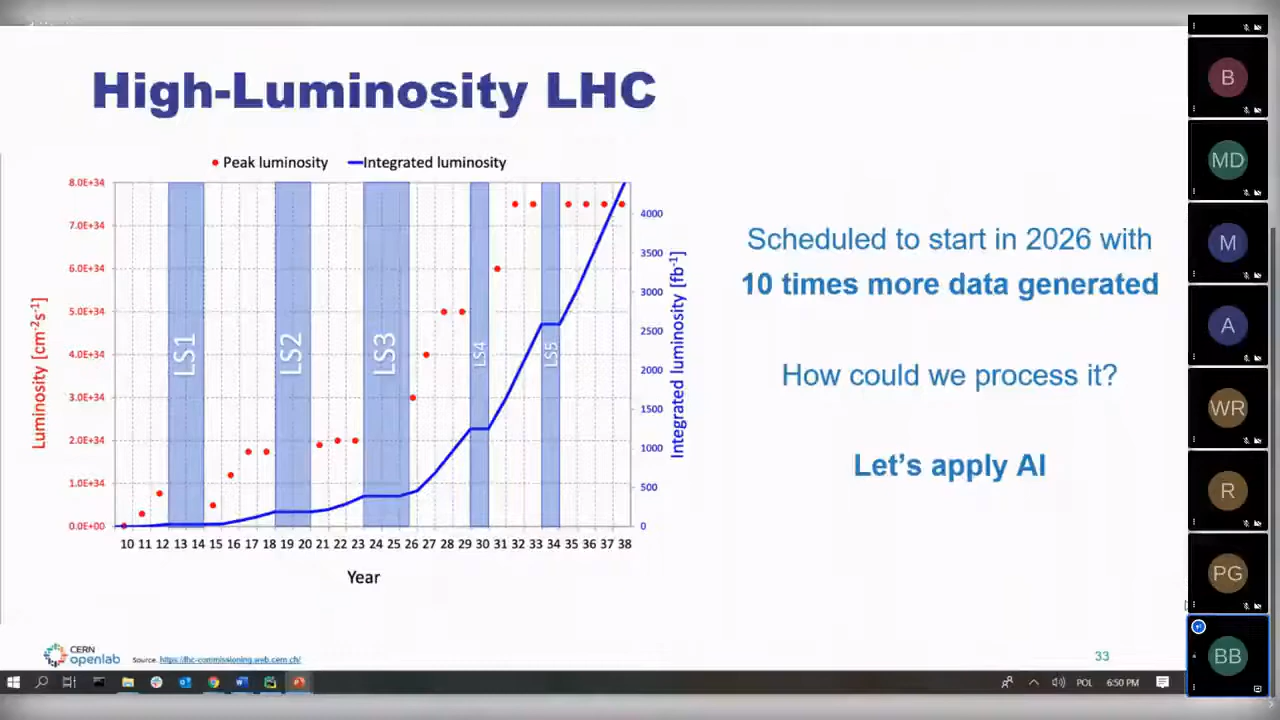 High-Luminosity LHC
Peak luminosity
Integrated luminosity
8.0E+34
7.0E+34
6.0E+34
5.0E+34
4.0E+34
3.0E+34
2.0E+34
1.0E+34
0.0E+00
Luminosity [cm-2s-1]
LS1
LS2
LS3
LS4
LS5
4000
3500
3000
2500
2000
1500
1000
500
0
Integrated luminosity [fb-1]
10 11 12 13 14 15 16 17 18 19 20 21 22 23 24 25 26 27 28 29 30 31 32 33 34 35 36 37 38
Year
Scheduled to start in 2026 with
10 times more data generated
How could we process it?
Let's apply AI
CERN
openlab
Source: https://lhc-commissioning.web.cern.ch/
33
B
MD
M
A
WR
R
PG
BB
POL
6:50 PM